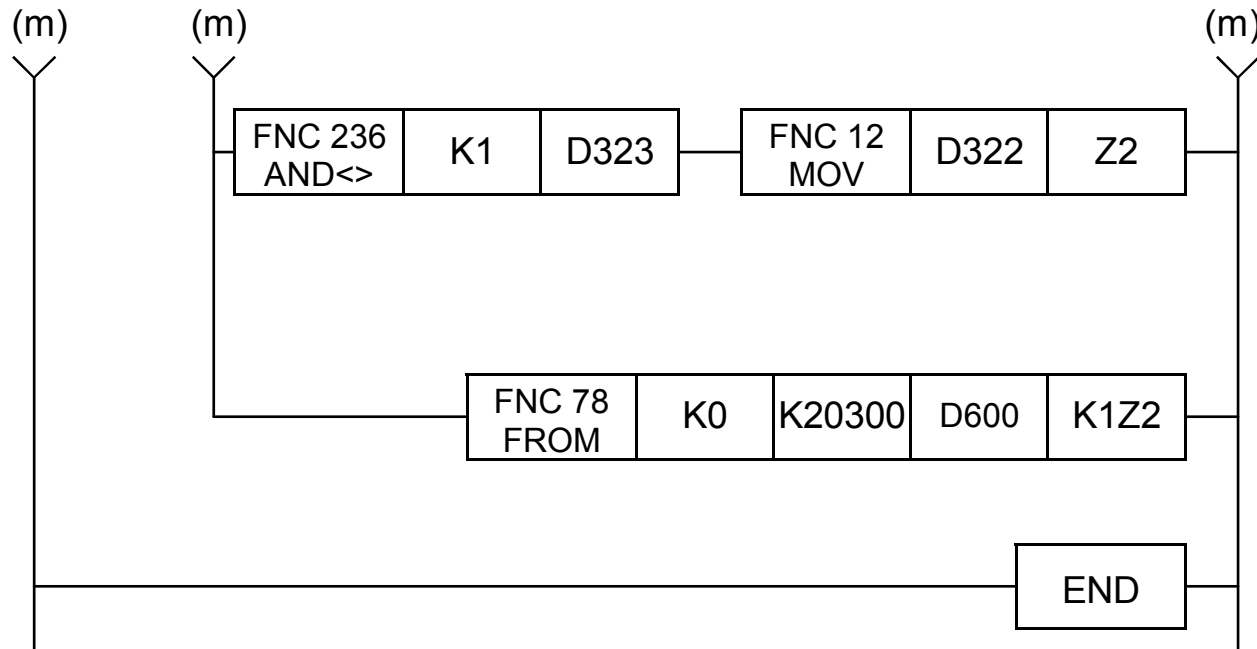 (m) (m) (m)
FNC 236
AND<> K1 D323 FNC 12
MOV D322 Z2
FNC 78
FROM K0 K20300 D600 K1Z2
END